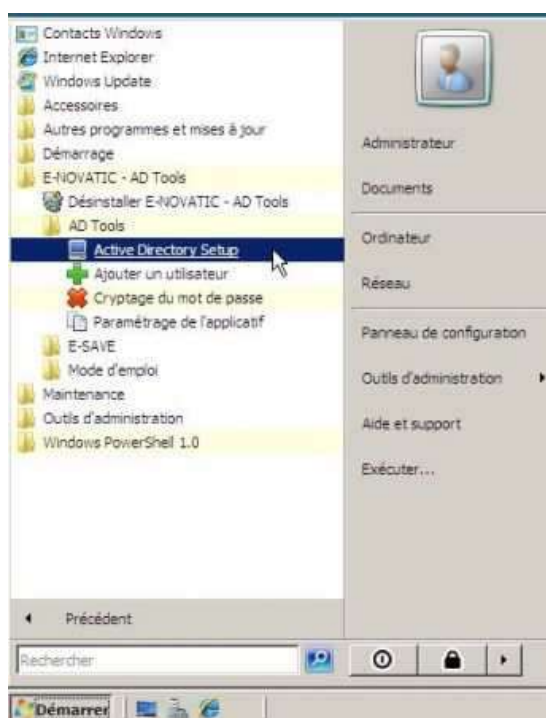 Contacts Windows
Internet Explorer
Windows Update
Accessoires
Autres programmes et mises à jour
Démarrage
E-NOVATIC - AD Tools
Désinstaller E-NOVATIC - AD Tools
AD Tools
Active Directory Setup
Ajouter un utilisateur
Cryptage du mot de passe
Paramétrage de l'applicatif
E-SAVE
Mode d'emploi
Maintenance
Outils d'administration
Windows PowerShell 1.0
Précédent
Rechercher
Démarrer
Administrateur
Documents
Ordinateur
Réseau
Panneau de configuration
Outils d'administration
Aide et support
Exécuter...